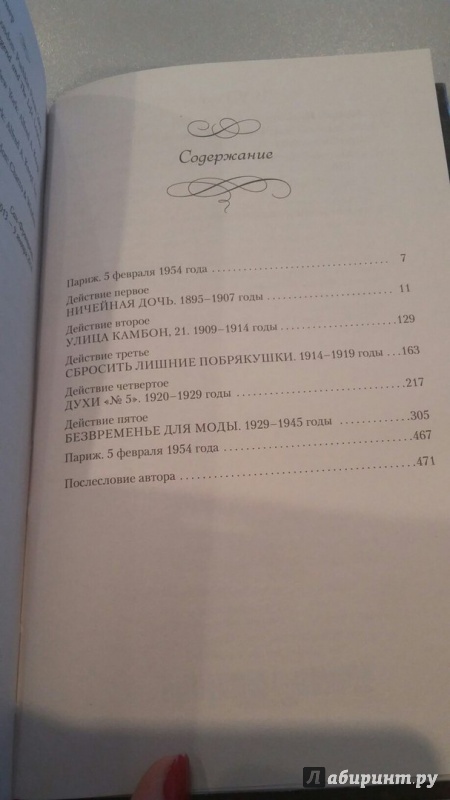 Содержание
Париж. 5 февраля 1954 года 7
Действие первое
НИЧЕЙНАЯ ДОЧЬ. 1895–1907 годы 11
Действие второе
УЛИЦА КАМБОН, 21. 1909–1914 годы 129
Действие третье
СБРОСИТЬ ЛИШНИЕ ПОБРЯКУШКИ. 1914–1919 годы 163
Действие четвертое
ДУХИ «№ 5». 1920–1929 годы 217
Действие пятое
БЕЗВРЕМЕНЬЕ ДЛЯ МОДЫ. 1929–1945 годы 305
Париж. 5 февраля 1954 года 467
Послесловие автора 471
Лабиринт.ру